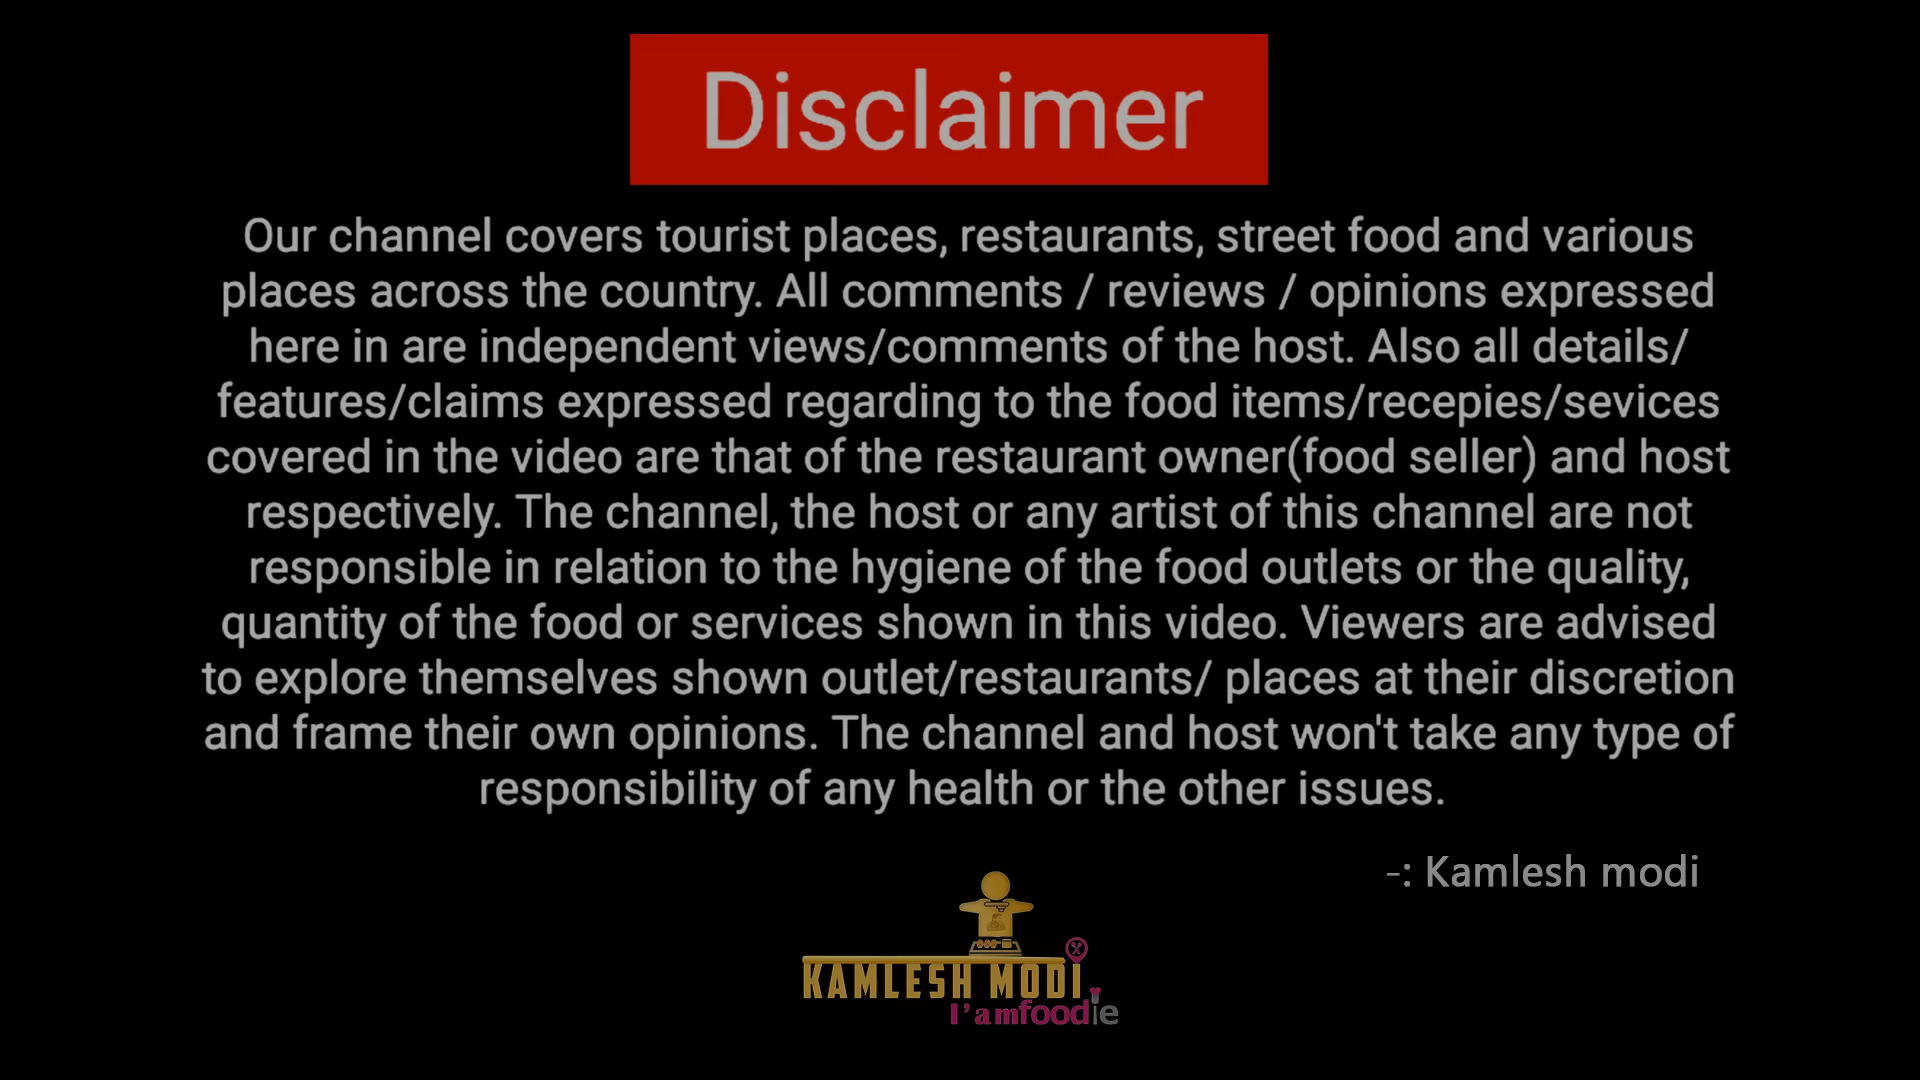 Disclaimer
Our channel covers tourist places, restaurants, street food and various
places across the country. All comments / reviews / opinions expressed
here in are independent views/comments of the host. Also all details/
features/claims expressed regarding to the food items/recepies/sevices
covered in the video are that of the restaurant owner(food seller) and host
respectively. The channel, the host or any artist of this channel are not
responsible in relation to the hygiene of the food outlets or the quality,
quantity of the food or services shown in this video. Viewers are advised
to explore themselves shown outlet/restaurants/ places at their discretion
and frame their own opinions. The channel and host won't take any type of
responsibility of any health or the other issues.
-: Kamlesh modi
KAMLESH MODI
I'amfoodie